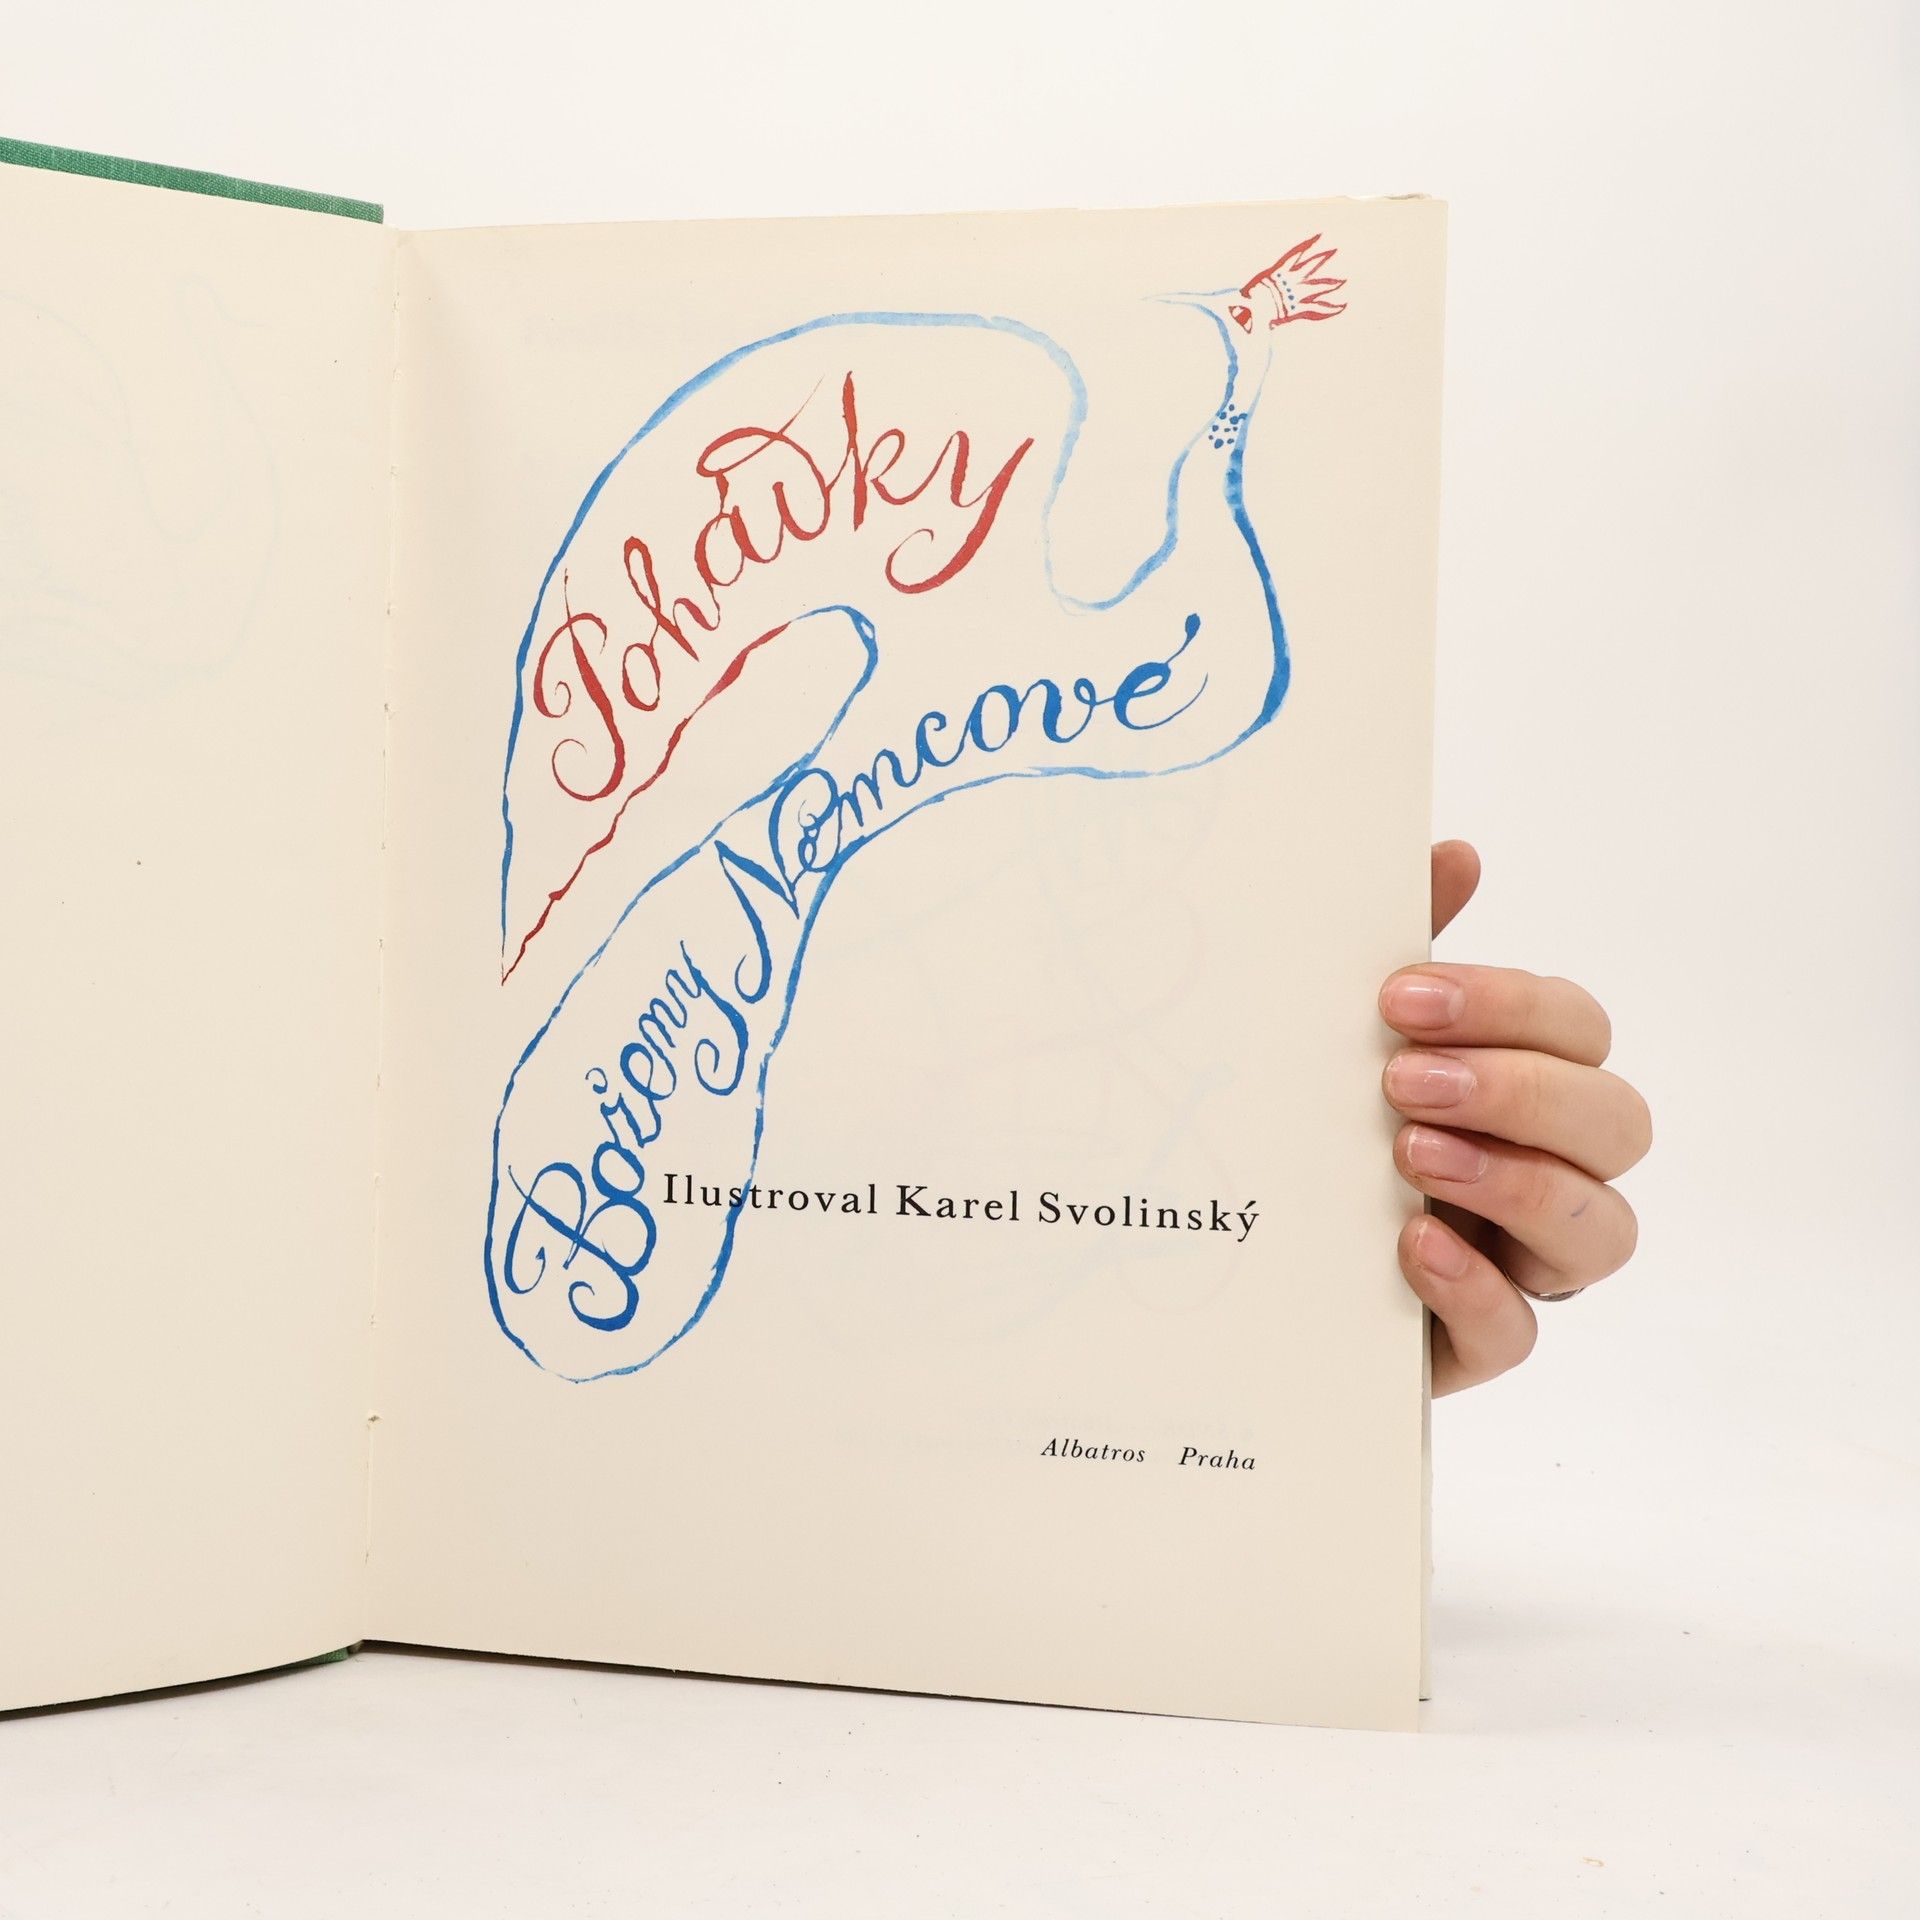 Pohádky
Boženy Němcové
Ilustroval Karel Svolinský
Albatros Praha